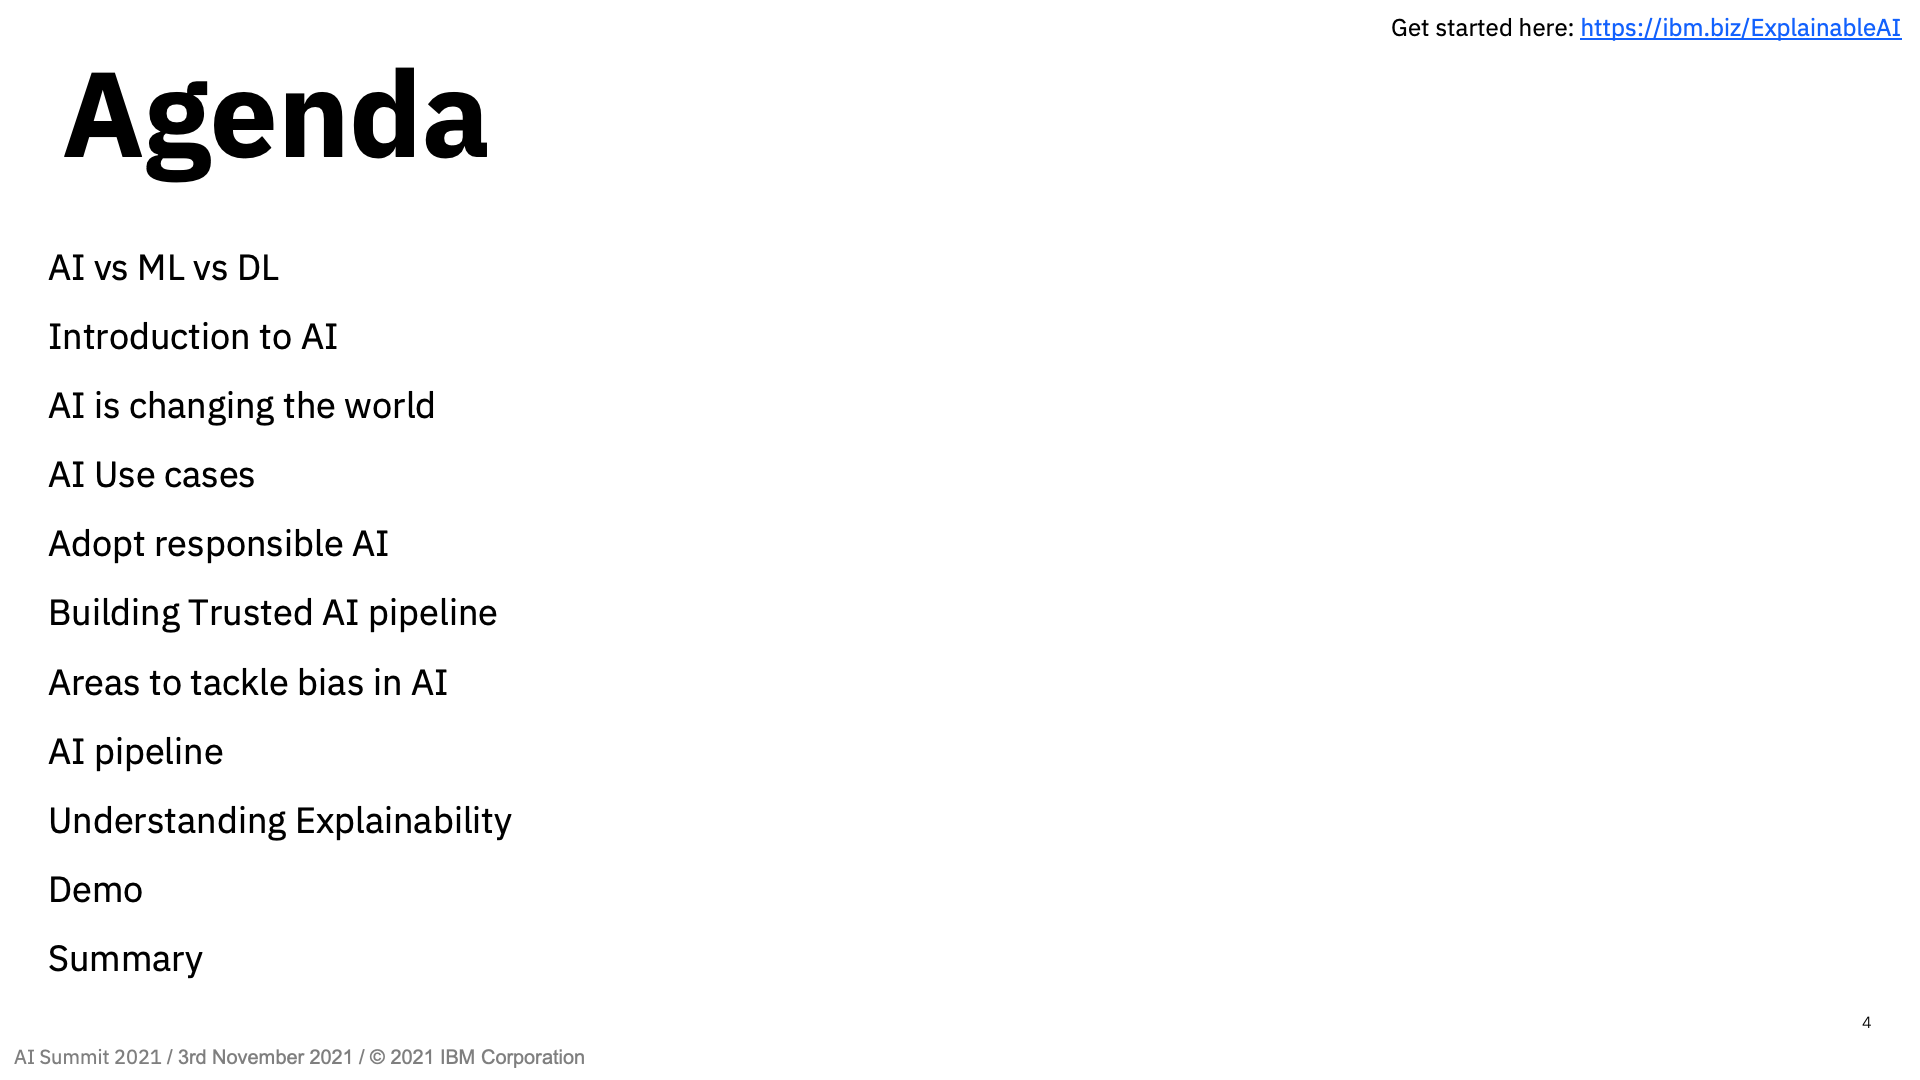 Get started here: https://ibm.biz/ExplainableAI
Agenda
AI vs ML vs DL
Introduction to AI
AI is changing the world
AI Use cases
Adopt responsible AI
Building Trusted AI pipeline
Areas to tackle bias in AI
AI pipeline
Understanding Explainability
Demo
Summary
4
AI Summit 2021 / 3rd November 2021 / © 2021 IBM Corporation